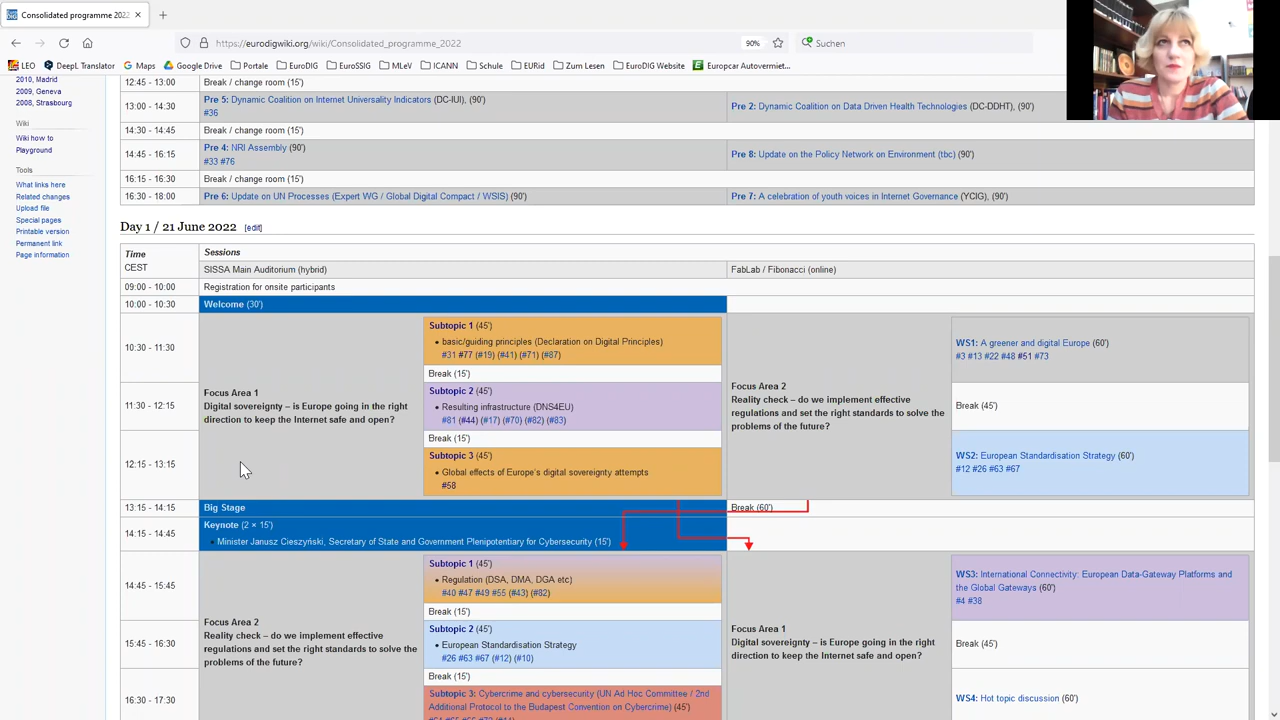 Consolidated programme 2022
https://eurodigwiki.org/wiki/Consolidated_programme_2022
90%
Suchen
LEO
DeepL Translator
Maps
Google Drive
Portale
EuroDIG
EuroSSIG
MLeV
ICANN
Schule
EURid
Zum Lesen
EuroDIG Website
Europcar Autovermiet...
2010, Madrid
2009, Geneva
2008, Strasbourg
Wiki
Wiki how to
Playground
Tools
What links here
Related changes
Upload file
Special pages
Printable version
Permanent link
Page information
12:45 - 13:00
Break / change room (15')
13:00 - 14:30
Pre 5: Dynamic Coalition on Internet Universality Indicators (DC-IUI), (90')
#36
Pre 2: Dynamic Coalition on Data Driven Health Technologies (DC-DDHT), (90')
14:30 - 14:45
Break / change room (15')
14:45 - 16:15
Pre 4: NRI Assembly (90')
#33 #76
Pre 8: Update on the Policy Network on Environment (tbc) (90')
16:15 - 16:30
Break / change room (15')
16:30 - 18:00
Pre 6: Update on UN Processes (Expert WG / Global Digital Compact / WSIS) (90')
Pre 7: A celebration of youth voices in Internet Governance (YCIG), (90')
Day 1 / 21 June 2022 [edit]
Time
CEST
Sessions
SISSA Main Auditorium (hybrid)
FabLab / Fibonacci (online)
09:00 - 10:00
Registration for onsite participants
10:00 - 10:30
Welcome (30')
10:30 - 11:30
11:30 - 12:15
12:15 - 13:15
Focus Area 1
Digital sovereignty – is Europe going in the right
direction to keep the Internet safe and open?
Subtopic 1 (45')
• basic/guiding principles (Declaration on Digital Principles)
#31 #77 (#19) (#41) (#71) (#87)
Break (15')
Subtopic 2 (45')
• Resulting infrastructure (DNS4EU)
#81 (#44) (#17) (#70) (#82) (#83)
Break (15')
Subtopic 3 (45')
• Global effects of Europe's digital sovereignty attempts
#58
Focus Area 2
Reality check – do we implement effective
regulations and set the right standards to solve the
problems of the future?
WS1: A greener and digital Europe (60')
#3 #13 #22 #48 #51 #73
Break (45')
WS2: European Standardisation Strategy (60')
#12 #26 #63 #67
13:15 - 14:15
Big Stage
Break (60')
14:15 - 14:45
Keynote (2 × 15')
• Minister Janusz Cieszyński, Secretary of State and Government Plenipotentiary for Cybersecurity (15')
14:45 - 15:45
15:45 - 16:30
16:30 - 17:30
Focus Area 2
Reality check – do we implement effective
regulations and set the right standards to solve the
problems of the future?
Subtopic 1 (45')
• Regulation (DSA, DMA, DGA etc)
#40 #47 #49 #55 (#43) (#82)
Break (15')
Subtopic 2 (45')
• European Standardisation Strategy
#26 #63 #67 (#12) (#10)
Break (15')
Subtopic 3: Cybercrime and cybersecurity (UN Ad Hoc Committee / 2nd
Additional Protocol to the Budapest Convention on Cybercrime) (45')
Focus Area 1
Digital sovereignty – is Europe going in the right
direction to keep the Internet safe and open?
WS3: International Connectivity: European Data-Gateway Platforms and
the Global Gateways (60')
#4 #38
Break (45')
WS4: Hot topic discussion (60')